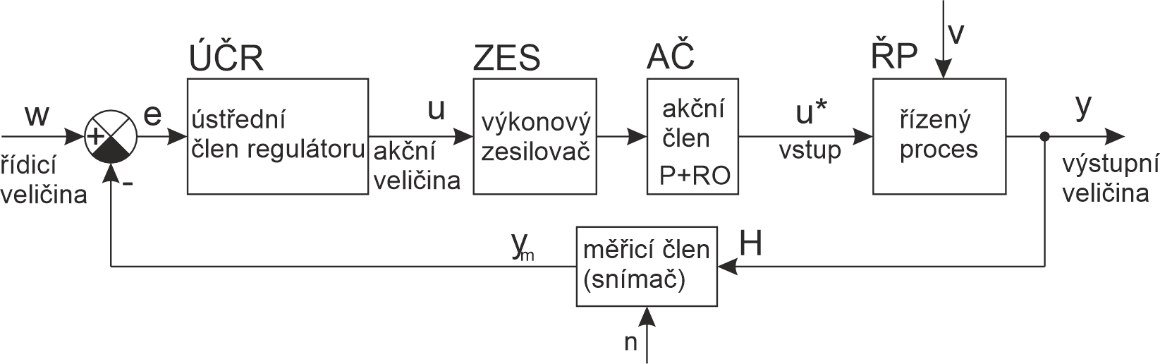 w
řídicí
veličina
+
-
e
ÚČR
ústřední
člen regulátoru
u
akční
veličina
ZES
výkonový
zesilovač
AČ
akční
člen
P+RO
u*
vstup
v
ŘP
řízený
proces
y
výstupní
veličina
H
měřicí člen
(snímač)
n
ym